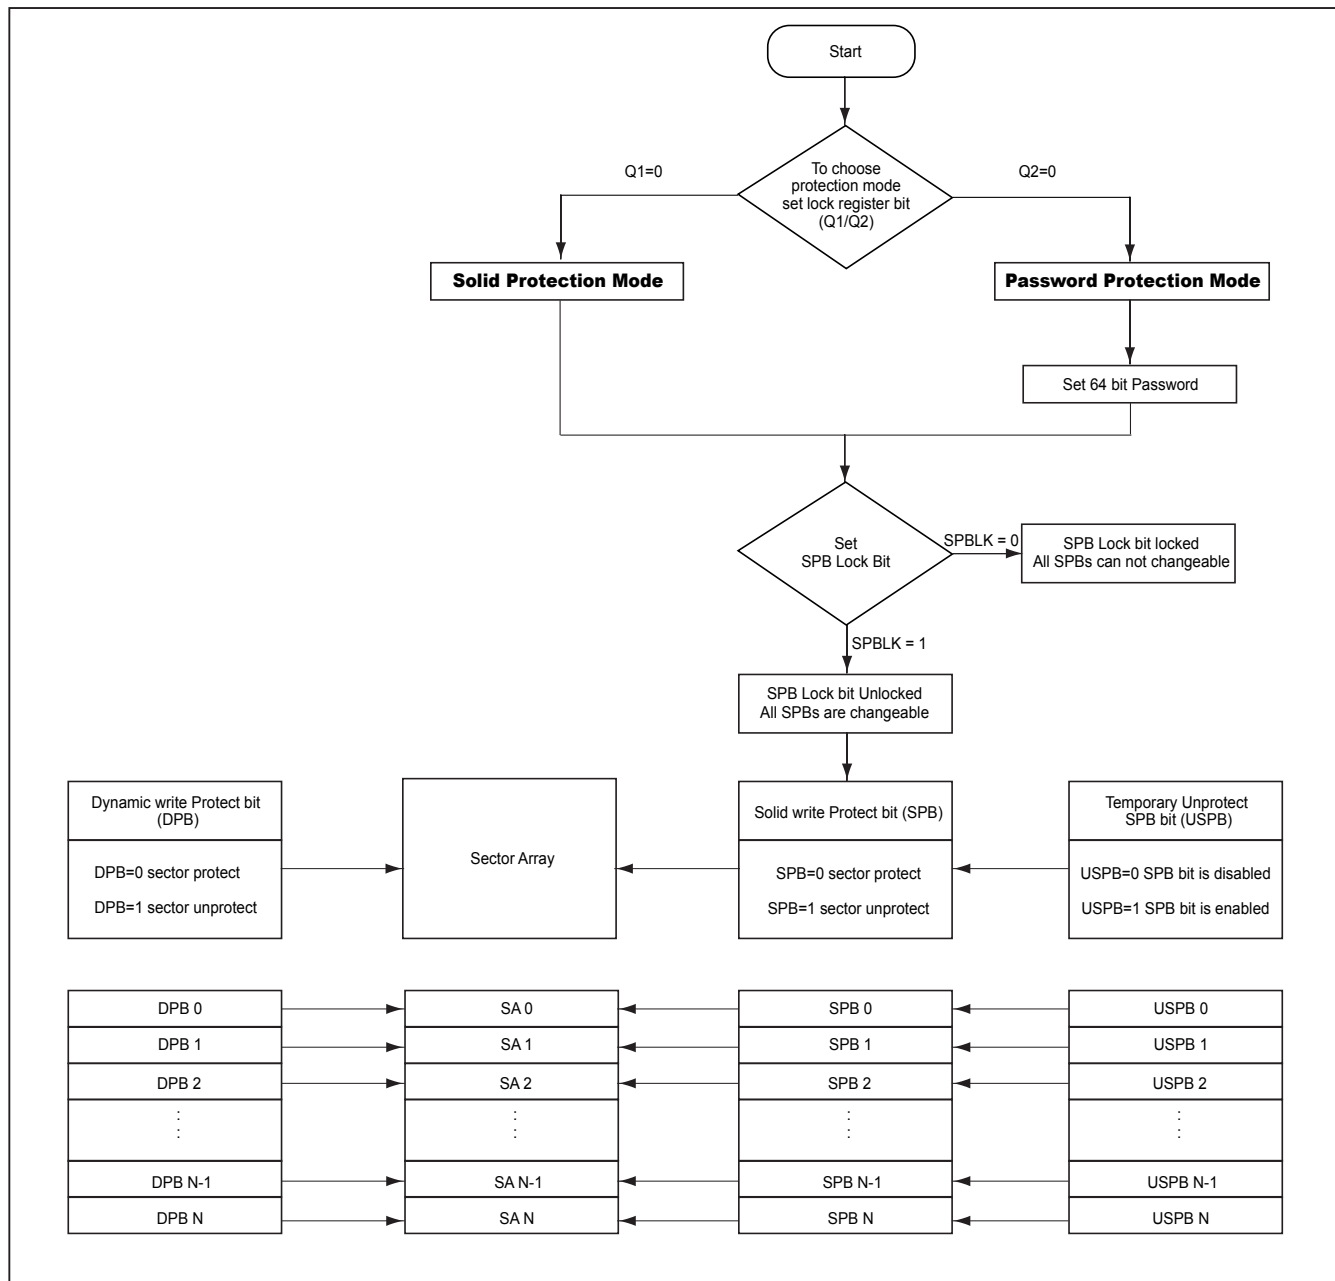 Start
To choose
protection mode
set lock register bit
(Q1/Q2)
Q1=0
Q2=0
Solid Protection Mode
Password Protection Mode
Set 64 bit Password
Set
SPB Lock Bit
SPBLK = 0
SPB Lock bit locked
All SPBs can not changeable
SPBLK = 1
SPB Lock bit Unlocked
All SPBs are changeable
Dynamic write Protect bit
(DPB)
DPB=0 sector protect
DPB=1 sector unprotect
Sector Array
Solid write Protect bit (SPB)
SPB=0 sector protect
SPB=1 sector unprotect
Temporary Unprotect
SPB bit (USPB)
USPB=0 SPB bit is disabled
USPB=1 SPB bit is enabled
DPB 0
SA 0
SPB 0
USPB 0
DPB 1
SA 1
SPB 1
USPB 1
DPB 2
SA 2
SPB 2
USPB 2
DPB N-1
SA N-1
SPB N-1
USPB N-1
DPB N
SA N
SPB N
USPB N